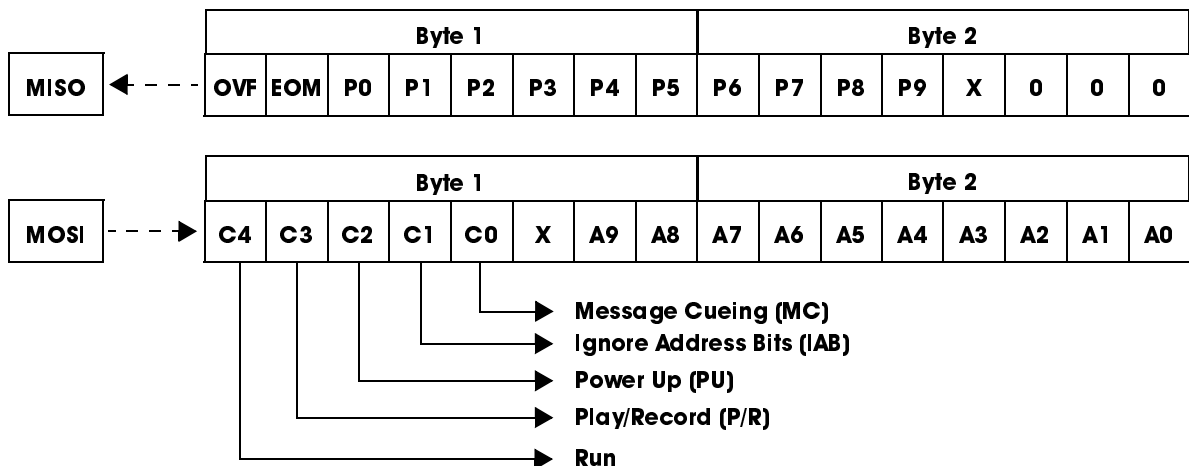 Byte 1 Byte 2
MISO OVF EOM P0 P1 P2 P3 P4 P5 P6 P7 P8 P9 X 0 0 0
Byte 1 Byte 2
MOSI C4 C3 C2 C1 C0 X A9 A8 A7 A6 A5 A4 A3 A2 A1 A0
Message Cueing (MC)
Ignore Address Bits (IAB)
Power Up (PU)
Play/Record (P/R)
Run